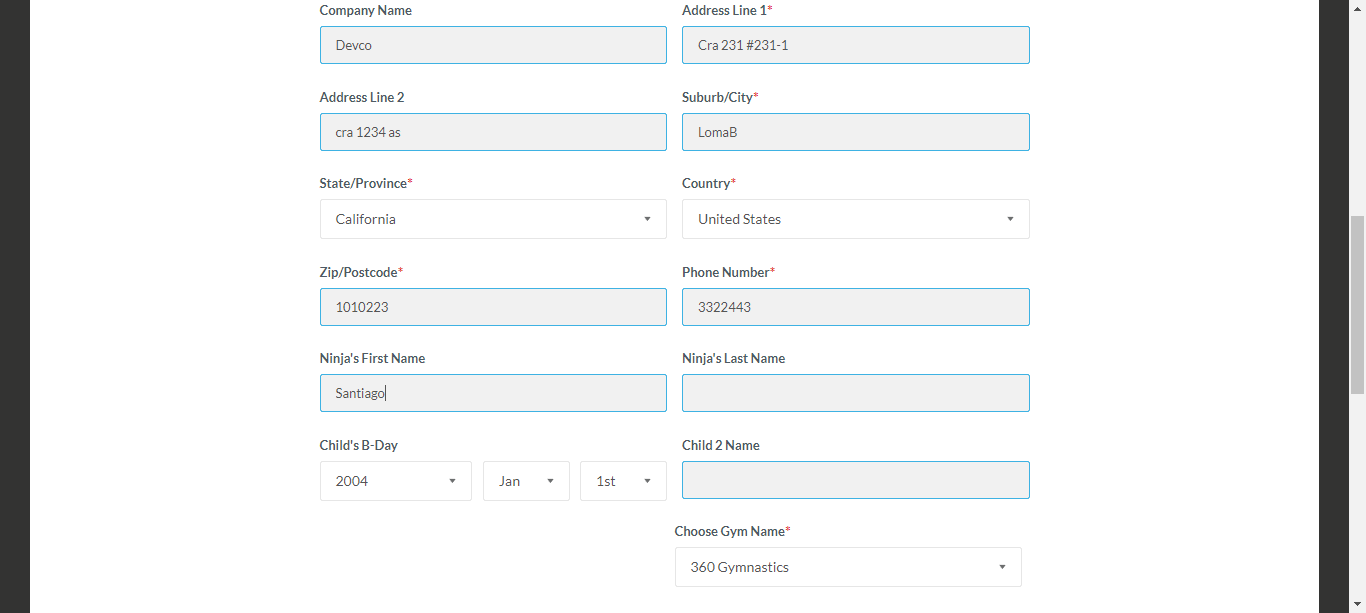 Company Name
Address Line 1*
Devco
Cra 231 #231-1
Address Line 2
Suburb/City*
cra 1234 as
LomaB
State/Province*
Country*
California
United States
Zip/Postcode*
Phone Number*
1010223
3322443
Ninja's First Name
Ninja's Last Name
Santiago
Child's B-Day
Child 2 Name
2004
Jan
1st
Choose Gym Name*
360 Gymnastics